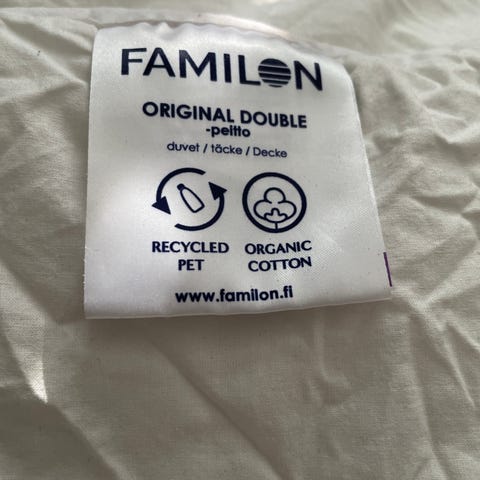 FAMILON
ORIGINAL DOUBLE
-peitto
duvet / täcke / Decke
RECYCLED PET
ORGANIC COTTON
www.familon.fi